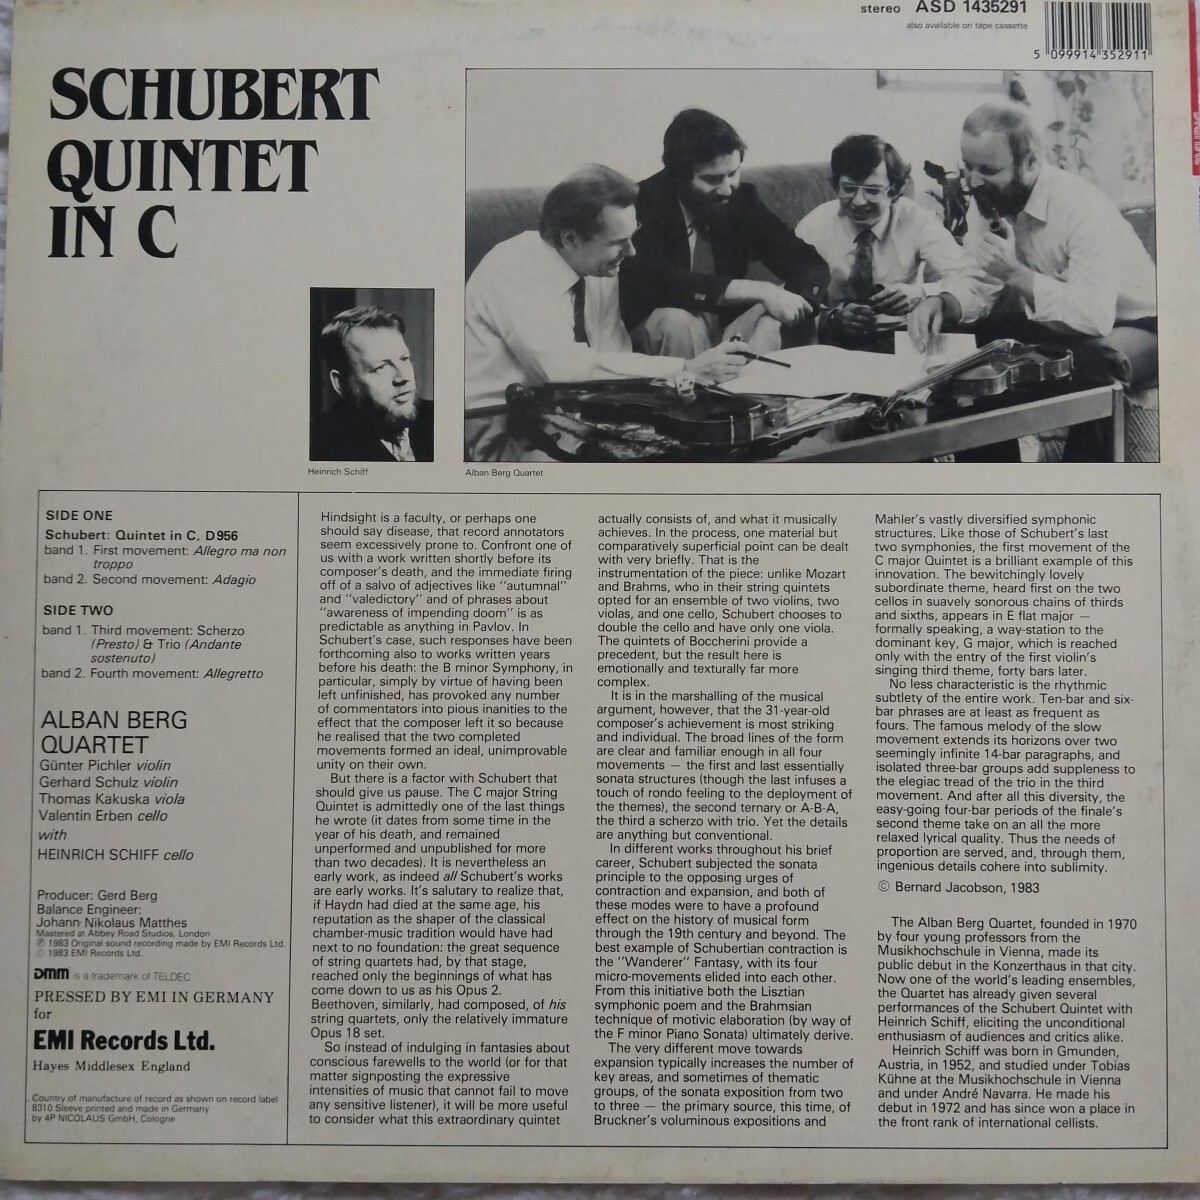 stereo ASD 1435291
also available on tape cassette
5 099914 352911
SCHUBERT
QUINTET
IN C
Heinrich Schiff
Alban Berg Quartet
SIDE ONE
Schubert: Quintet in C, D956
band 1. First movement: Allegro ma non
troppo
band 2. Second movement: Adagio
SIDE TWO
band 1. Third movement: Scherzo
(Presto) & Trio (Andante
sostenuto)
band 2. Fourth movement: Allegretto
ALBAN BERG
QUARTET
Günter Pichler violin
Gerhard Schulz violin
Thomas Kakuska viola
Valentin Erben cello
with
HEINRICH SCHIFF cello
Producer: Gerd Berg
Balance Engineer:
Johann-Nikolaus Matthes
Mastered at Abbey Road Studios, London
℗ 1983 Original sound recording made by EMI Records Ltd.
© 1983 EMI Records Ltd.
DMM is a trademark of TELDEC
PRESSED BY EMI IN GERMANY
for
EMI Records Ltd.
Hayes Middlesex England
Country of manufacture of record as shown on record label
8310 Sleeve printed and made in Germany
by 4P NICOLAUS GmbH, Cologne
Hindsight is a faculty, or perhaps one
should say disease, that record annotators
seem excessively prone to. Confront one of
us with a work written shortly before its
composer's death, and the immediate firing
off of a salvo of adjectives like "autumnal"
and "valedictory" and of phrases about
"awareness of impending doom" is as
predictable as anything in Pavlov. In
Schubert's case, such responses have been
forthcoming also to works written years
before his death: the B minor Symphony, in
particular, simply by virtue of having been
left unfinished, has provoked any number
of commentators into pious inanities to the
effect that the composer left it so because
he realised that the two completed
movements formed an ideal, unimprovable
unity on their own.
But there is a factor with Schubert that
should give us pause. The C major String
Quintet is admittedly one of the last things
he wrote (it dates from some time in the
year of his death, and remained
unperformed and unpublished for more
than two decades). It is nevertheless an
early work, as indeed all Schubert's works
are early works. It's salutary to realize that,
if Haydn had died at the same age, his
reputation as the shaper of the classical
chamber-music tradition would have had
next to no foundation: the great sequence
of string quartets had, by that stage,
reached only the beginnings of what has
come down to us as his Opus 2.
Beethoven, similarly, had composed, of his
string quartets, only the relatively immature
Opus 18 set.
So instead of indulging in fantasies about
conscious farewells to the world (or for that
matter signposting the expressive
intensities of music that cannot fail to move
any sensitive listener), it will be more useful
to consider what this extraordinary quintet
actually consists of, and what it musically
achieves. In the process, one material but
comparatively superficial point can be dealt
with very briefly. That is the
instrumentation of the piece: unlike Mozart
and Brahms, who in their string quintets
opted for an ensemble of two violins, two
violas, and one cello, Schubert chooses to
double the cello and have only one viola.
The quintets of Boccherini provide a
precedent, but the result here is
emotionally and texturally far more
complex.
It is in the marshalling of the musical
argument, however, that the 31-year-old
composer's achievement is most striking
and individual. The broad lines of the form
are clear and familiar enough in all four
movements — the first and last essentially
sonata structures (though the last infuses a
touch of rondo feeling to the deployment of
the themes), the second ternary or A-B-A,
the third a scherzo with trio. Yet the details
are anything but conventional.
In different works throughout his brief
career, Schubert subjected the sonata
principle to the opposing urges of
contraction and expansion, and both of
these modes were to have a profound
effect on the history of musical form
through the 19th century and beyond. The
best example of Schubertian contraction is
the "Wanderer" Fantasy, with its four
micro-movements elided into each other.
From this initiative both the Lisztian
symphonic poem and the Brahmsian
technique of motivic elaboration (by way of
the F minor Piano Sonata) ultimately derive.
The very different move towards
expansion typically increases the number of
key areas, and sometimes of thematic
groups, of the sonata exposition from two
to three — the primary source, this time, of
Bruckner's voluminous expositions and
Mahler's vastly diversified symphonic
structures. Like those of Schubert's last
two symphonies, the first movement of the
C major Quintet is a brilliant example of this
innovation. The bewitchingly lovely
subordinate theme, heard first on the two
cellos in suavely sonorous chains of thirds
and sixths, appears in E flat major —
formally speaking, a way-station to the
dominant key, G major, which is reached
only with the entry of the first violin's
singing third theme, forty bars later.
No less characteristic is the rhythmic
subtlety of the entire work. Ten-bar and six-
bar phrases are at least as frequent as
fours. The famous melody of the slow
movement extends its horizons over two
seemingly infinite 14-bar paragraphs, and
isolated three-bar groups add suppleness to
the elegiac tread of the trio in the third
movement. And after all this diversity, the
easy-going four-bar periods of the finale's
second theme take on an all the more
relaxed lyrical quality. Thus the needs of
proportion are served, and, through them,
ingenious details cohere into sublimity.
© Bernard Jacobson, 1983
The Alban Berg Quartet, founded in 1970
by four young professors from the
Musikhochschule in Vienna, made its
public debut in the Konzerthaus in that city.
Now one of the world's leading ensembles,
the Quartet has already given several
performances of the Schubert Quintet with
Heinrich Schiff, eliciting the unconditional
enthusiasm of audiences and critics alike.
Heinrich Schiff was born in Gmunden,
Austria, in 1952, and studied under Tobias
Kühne at the Musikhochschule in Vienna
and under André Navarra. He made his
debut in 1972 and has since won a place in
the front rank of international cellists.